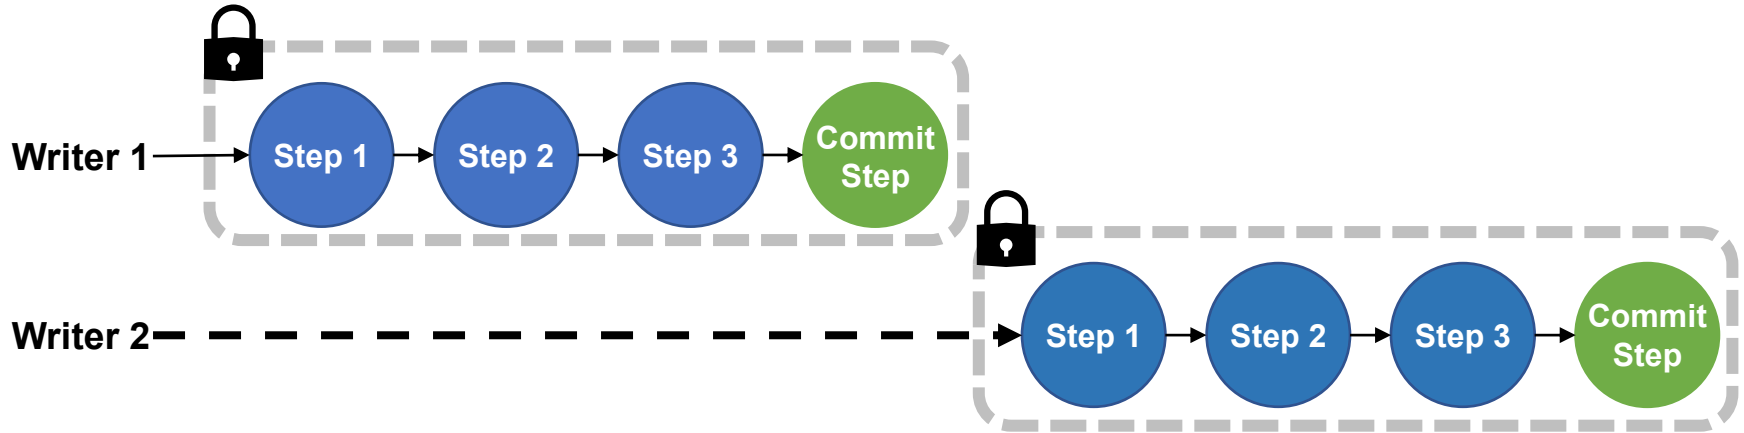 Writer 1
Step 1
Step 2
Step 3
Commit
Step
Writer 2
Step 1
Step 2
Step 3
Commit
Step